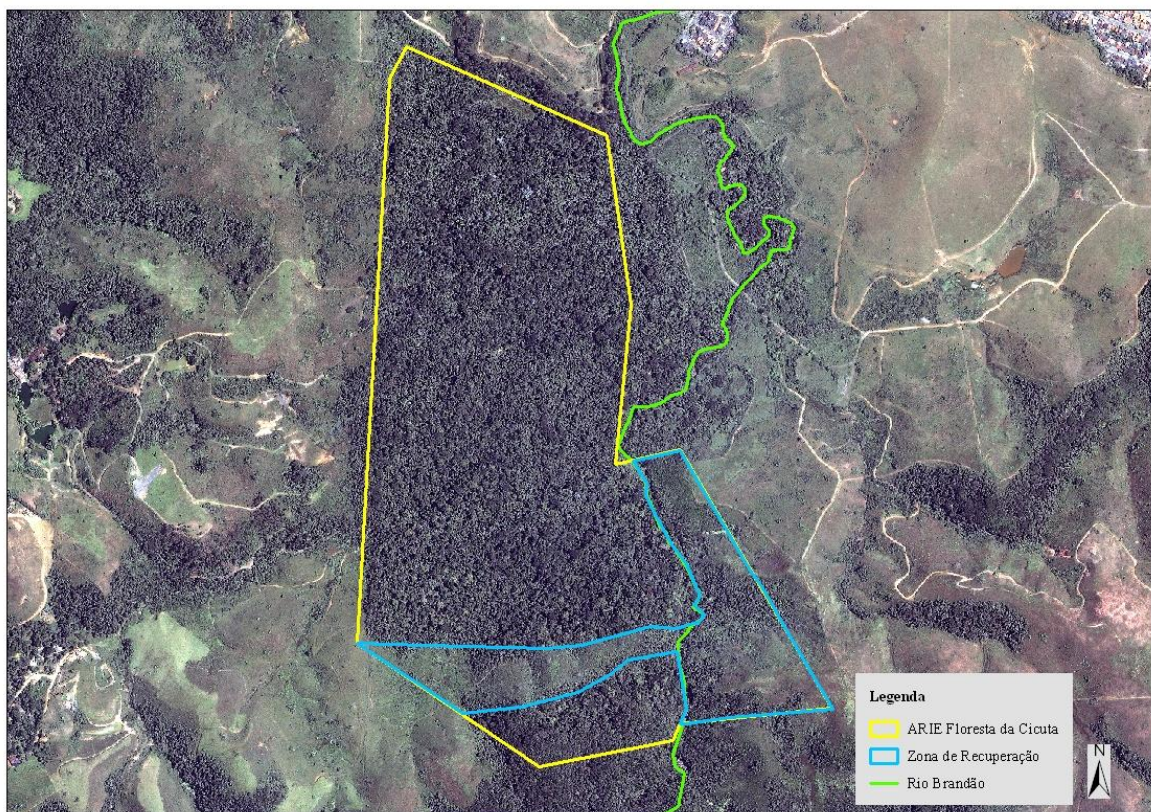 Legenda
ARIE Floresta da Cicuta
Zona de Recuperação
Rio Brandão
N